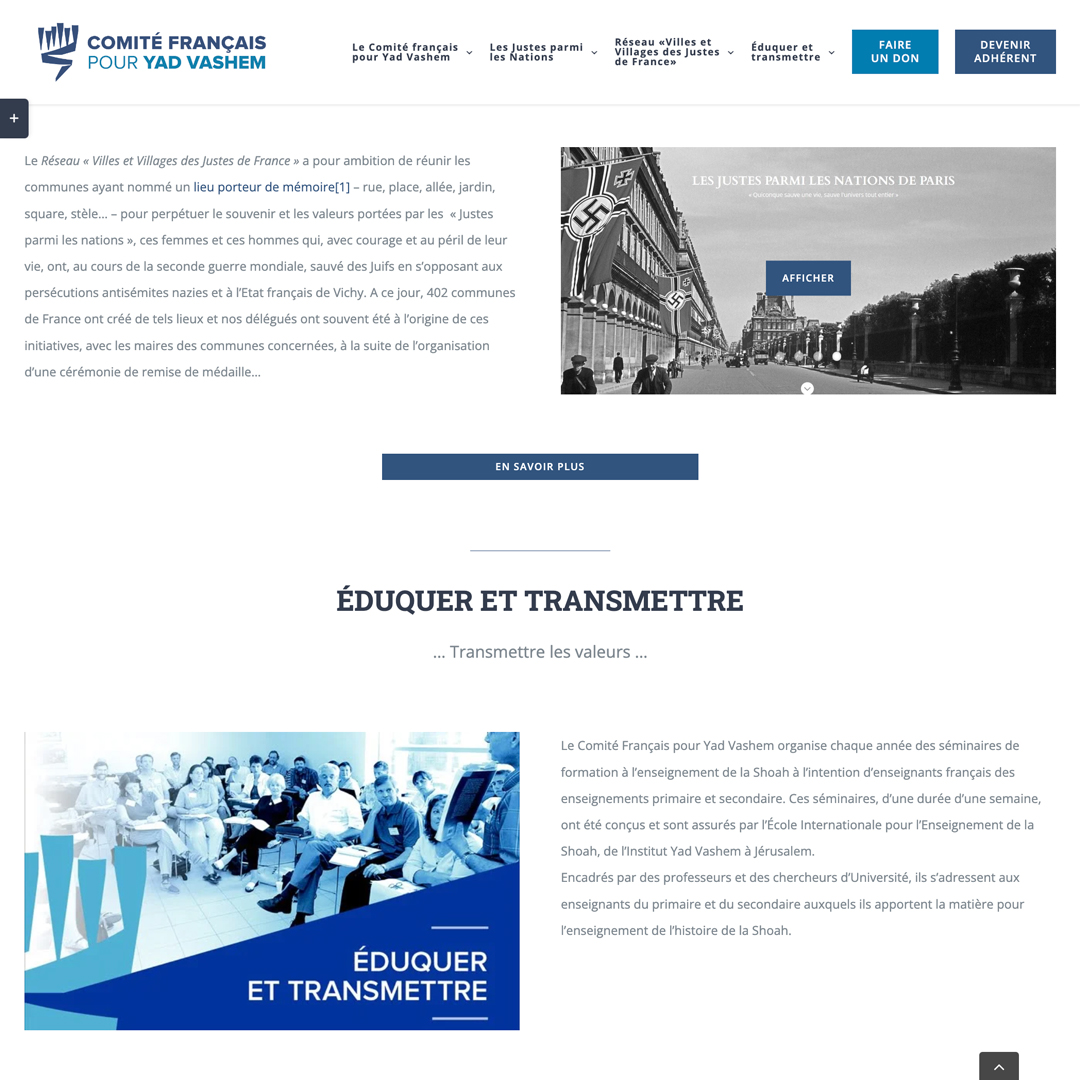 COMITÉ FRANÇAIS
POUR YAD VASHEM
Le Comité français
pour Yad Vashem
Les Justes parmi
les Nations
Réseau «Villes et
Villages des Justes
de France»
Éduquer et
transmettre
FAIRE
UN DON
DEVENIR
ADHÉRENT
+
Le Réseau « Villes et Villages des Justes de France » a pour ambition de réunir les
communes ayant nommé un lieu porteur de mémoire[1] – rue, place, allée, jardin,
square, stèle… – pour perpétuer le souvenir et les valeurs portées par les « Justes
parmi les nations », ces femmes et ces hommes qui, avec courage et au péril de leur
vie, ont, au cours de la seconde guerre mondiale, sauvé des Juifs en s’opposant aux
persécutions antisémites nazies et à l’Etat français de Vichy. A ce jour, 402 communes
de France ont créé de tels lieux et nos délégués ont souvent été à l’origine de ces
initiatives, avec les maires des communes concernées, à la suite de l’organisation
d’une cérémonie de remise de médaille…
LES JUSTES PARMI LES NATIONS DE PARIS
« Quiconque sauve une vie, sauve l'univers tout entier »
AFFICHER
EN SAVOIR PLUS
ÉDUQUER ET TRANSMETTRE
… Transmettre les valeurs …
ÉDUQUER
ET TRANSMETTRE
Le Comité Français pour Yad Vashem organise chaque année des séminaires de
formation à l’enseignement de la Shoah à l’intention d’enseignants français des
enseignements primaire et secondaire. Ces séminaires, d’une durée d’une semaine,
ont été conçus et sont assurés par l’École Internationale pour l’Enseignement de la
Shoah, de l’Institut Yad Vashem à Jérusalem.
Encadrés par des professeurs et des chercheurs d’Université, ils s’adressent aux
enseignants du primaire et du secondaire auxquels ils apportent la matière pour
l’enseignement de l’histoire de la Shoah.